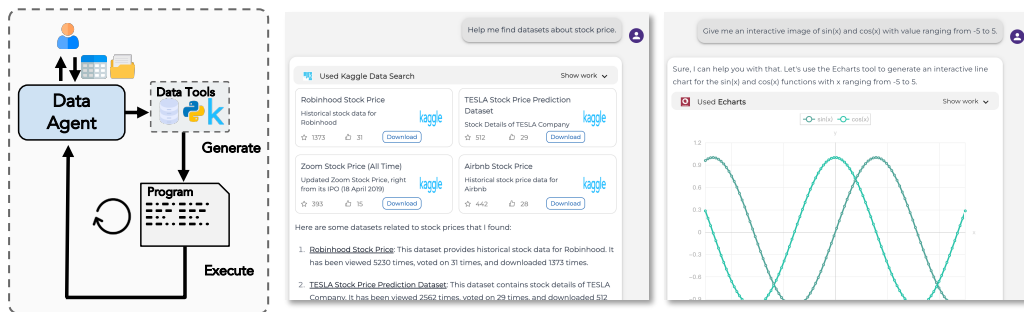 Data
Agent
Data Tools
k
Generate
Program
Execute
Help me find datasets about stock price.
Used Kaggle Data Search
Show work
Robinhood Stock Price
Historical stock data for
Robinhood
kaggle
1373
31
Download
TESLA Stock Price Prediction
Dataset
Stock Details of TESLA Company
kaggle
512
29
Download
Zoom Stock Price (All Time)
Updated Zoom Stock Price, right
from its IPO (18 April 2019)
kaggle
393
15
Download
Airbnb Stock Price
Historical stock price data for
Airbnb
kaggle
442
28
Download
Here are some datasets related to stock prices that I found:
1. Robinhood Stock Price: This dataset provides historical stock data for Robinhood. It
has been viewed 5230 times, voted on 31 times, and downloaded 1373 times.
2. TESLA Stock Price Prediction Dataset: This dataset contains stock details of TESLA
Company. It has been viewed 2562 times, voted on 29 times, and downloaded 512
Give me an interactive image of sin(x) and cos(x) with value ranging from -5 to 5.
Sure, I can help you with that. Let's use the Echarts tool to generate an interactive line
chart for the sin(x) and cos(x) functions with x ranging from -5 to 5.
Used Echarts
Show work
sin(x) cos(x)
1.2
0.9
0.6
0.3
0
-0.3
-0.6
-0.9